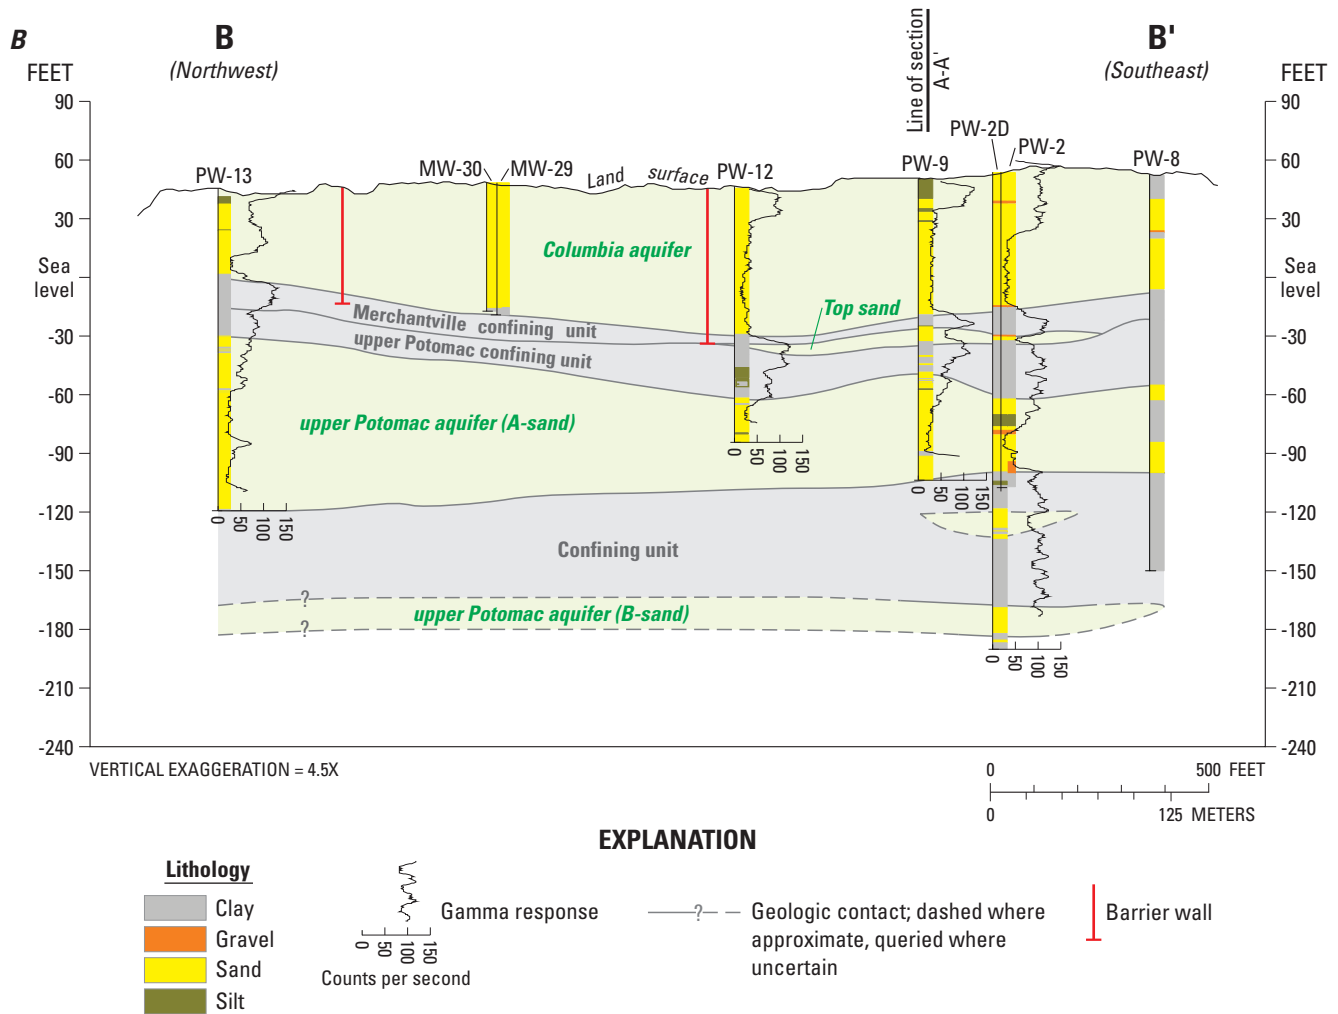 B
B
(Northwest)
Line of section
A-A'
B'
(Southeast)
FEET
FEET
90
60
30
Sea
level
-30
-60
-90
-120
-150
-180
-210
-240
90
60
30
Sea
level
-30
-60
-90
-120
-150
-180
-210
-240
PW-13
MW-30
MW-29
Land surface
PW-12
PW-9
PW-2D
PW-2
PW-8
Columbia aquifer
Top sand
Merchantville confining unit
upper Potomac confining unit
upper Potomac aquifer (A-sand)
Confining unit
upper Potomac aquifer (B-sand)
?
?
0 50 100 150
0 50 100 150
0 50 100 150
0 50 100 150
VERTICAL EXAGGERATION = 4.5X
0 500 FEET
0 125 METERS
EXPLANATION
Lithology
Clay
Gravel
Sand
Silt
Gamma response
0 50 100 150
Counts per second
?
Geologic contact; dashed where
approximate, queried where
uncertain
Barrier wall